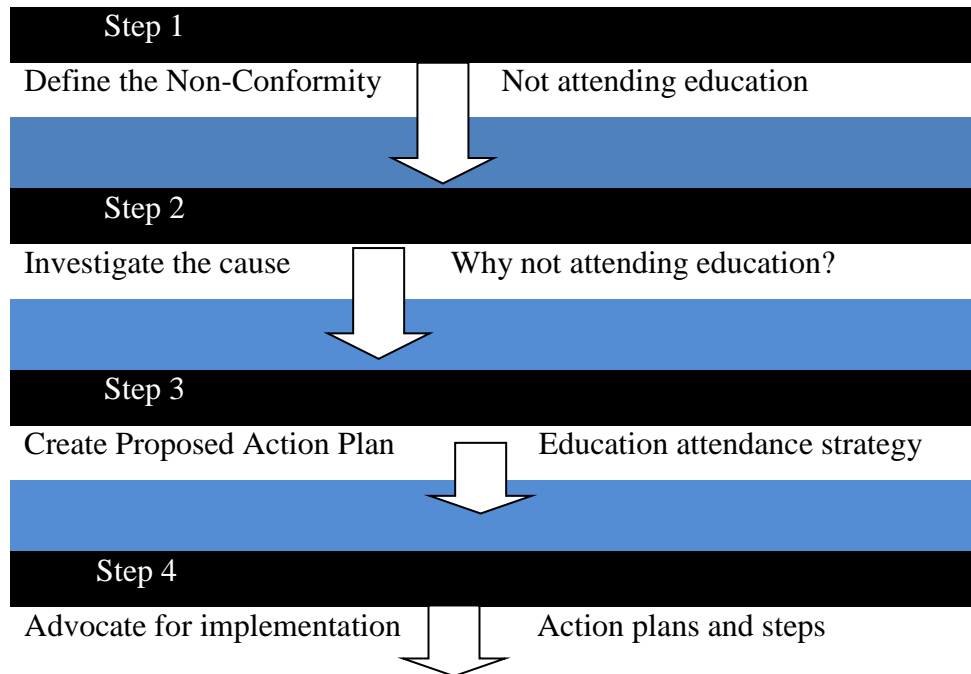 Step 1
Define the Non-Conformity Not attending education
Step 2
Investigate the cause Why not attending education?
Step 3
Create Proposed Action Plan Education attendance strategy
Step 4
Advocate for implementation Action plans and steps